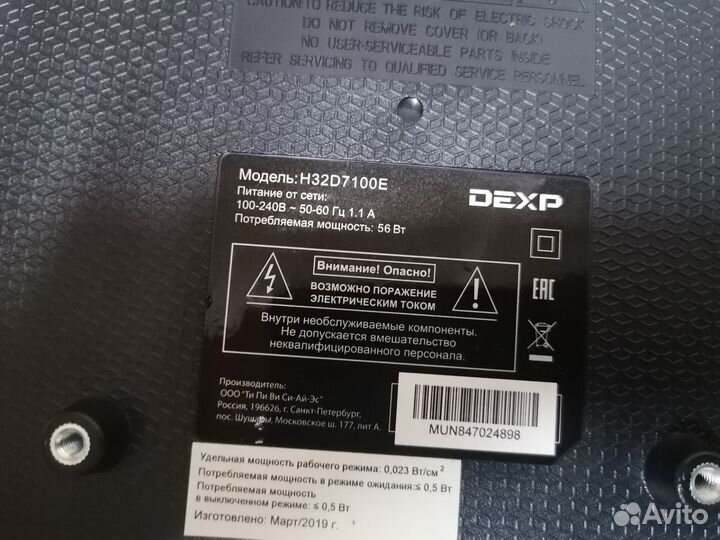 CAUTION:TO REDUCE THE RISK OF ELECTRIC SHOCK
DO NOT REMOVE COVER (OR BACK)
NO USER-SERVICEABLE PARTS INSIDE
REFER SERVICING TO QUALIFIED SERVICE PERSONNEL
Модель: H32D7100E
DEXP
Питание от сети:
100-240В ~ 50-60 Гц 1.1 А
Потребляемая мощность: 56 Вт
Внимание! Опасно!
ВОЗМОЖНО ПОРАЖЕНИЕ
ЭЛЕКТРИЧЕСКИМ ТОКОМ
EAC
Внутри необслуживаемые компоненты.
Не допускается вмешательство
неквалифицированного персонала.
Производитель:
ООО "Ти Пи Ви Си-Ай-Эс"
Россия, 196626, г. Санкт-Петербург,
пос. Шушары, Московское ш. 177, лит А.
MUN847024898
Удельная мощность рабочего режима: 0,023 Вт/см²
Потребляемая мощность в режиме ожидания:≤ 0,5 Вт
Потребляемая мощность
в выключенном режиме: ≤ 0,5 Вт
Изготовлено: Март/2019 г.
Avito